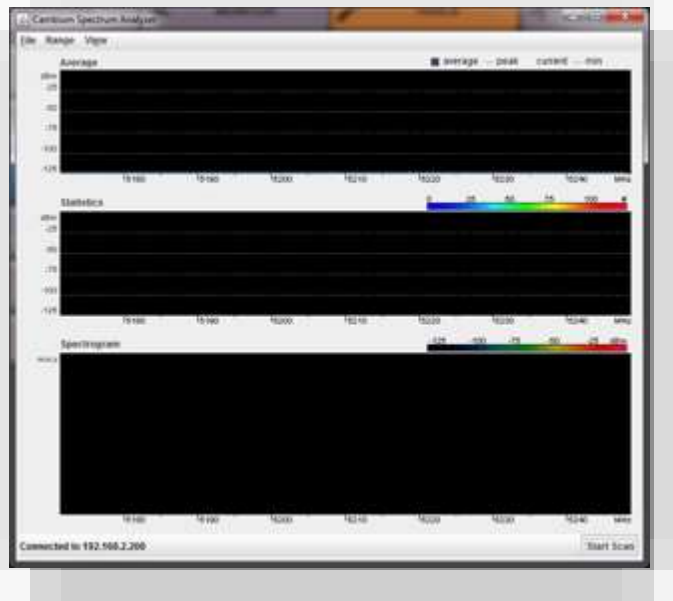 Cambium Spectrum Analyzer
File Range View
Average
average peak current min
dBm
-25
-50
-75
-100
-125
5180 5190 5200 5210 5220 5230 5240 MHz
Statistics
0 25 50 75 100 #
dBm
-25
-50
-75
-100
-125
5180 5190 5200 5210 5220 5230 5240 MHz
Spectrogram
-125 -100 -75 -50 -25 dBm
5180 5190 5200 5210 5220 5230 5240 MHz
Connected to 192.168.2.200
Start Scan